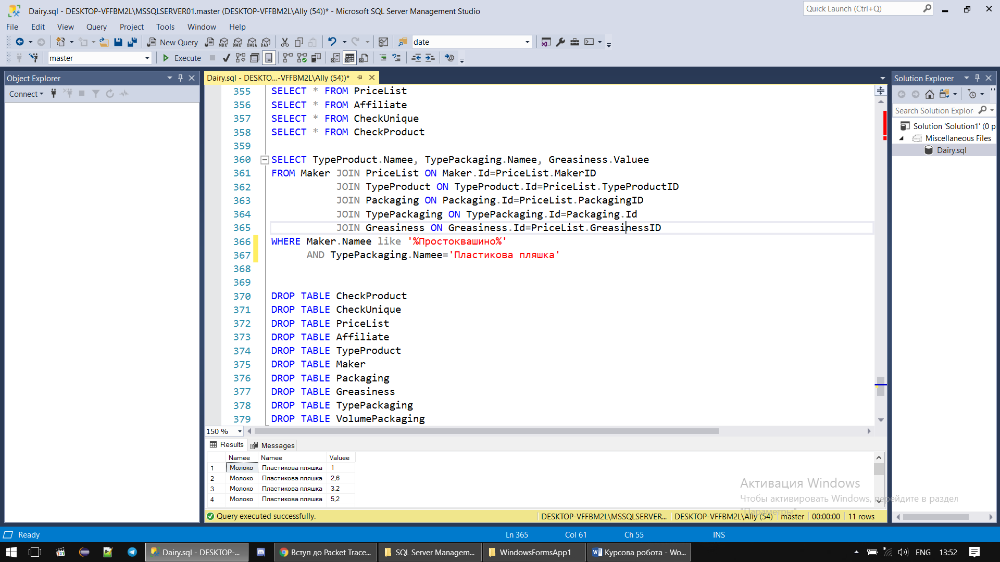 Dairy.sql - DESKTOP-VFFBM2L\MSSQLSERVER01.master (DESKTOP-VFFBM2L\Ally (54))* - Microsoft SQL Server Management Studio
Quick Launch (Ctrl+Q)
File Edit View Query Project Tools Window Help
New Query MDX DMX XMLA DAX date
master Execute
Object Explorer
Connect
Dairy.sql - DESKTO...-VFFBM2L\Ally (54))*
355 SELECT * FROM PriceList
356 SELECT * FROM Affiliate
357 SELECT * FROM CheckUnique
358 SELECT * FROM CheckProduct
359
360 SELECT TypeProduct.Namee, TypePackaging.Namee, Greasiness.Valuee
361 FROM Maker JOIN PriceList ON Maker.Id=PriceList.MakerID
362 JOIN TypeProduct ON TypeProduct.Id=PriceList.TypeProductID
363 JOIN Packaging ON Packaging.Id=PriceList.PackagingID
364 JOIN TypePackaging ON TypePackaging.Id=Packaging.Id
365 JOIN Greasiness ON Greasiness.Id=PriceList.GreasinessID
366 WHERE Maker.Namee like '%Простоквашино%'
367 AND TypePackaging.Namee='Пластикова пляшка'
368
369
370 DROP TABLE CheckProduct
371 DROP TABLE CheckUnique
372 DROP TABLE PriceList
373 DROP TABLE Affiliate
374 DROP TABLE TypeProduct
375 DROP TABLE Maker
376 DROP TABLE Packaging
377 DROP TABLE Greasiness
378 DROP TABLE TypePackaging
379 DROP TABLE VolumePackaging
150 %
Results Messages
Namee Namee Valuee
1 Молоко Пластикова пляшка 1
2 Молоко Пластикова пляшка 2,6
3 Молоко Пластикова пляшка 3,2
4 Молоко Пластикова пляшка 5,2
Query executed successfully. DESKTOP-VFFBM2L\MSSQLSERVER... DESKTOP-VFFBM2L\Ally (54) master 00:00:00 11 rows
Solution Explorer
Search Solution Explor
Solution 'Solution1' (0 p
Miscellaneous Files
Dairy.sql
Активация Windows
Чтобы активировать Windows, перейдите в раздел
"Параметры".
Ready Ln 365 Col 61 Ch 55 INS
Dairy.sql - DESKTOP-... Вступ до Packet Trace... SQL Server Managem... WindowsFormsApp1 Курсова робота - Wo... ENG 13:52